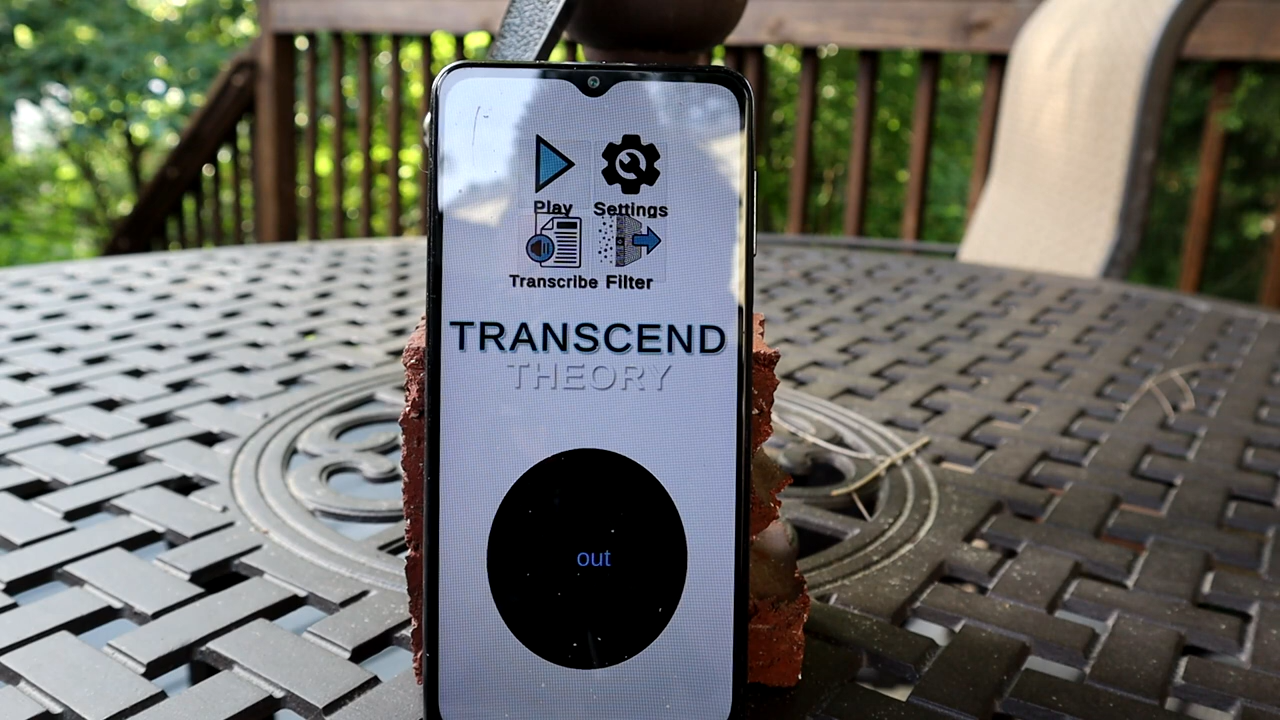 Play Settings
Transcribe Filter
TRANSCEND
THEORY
out